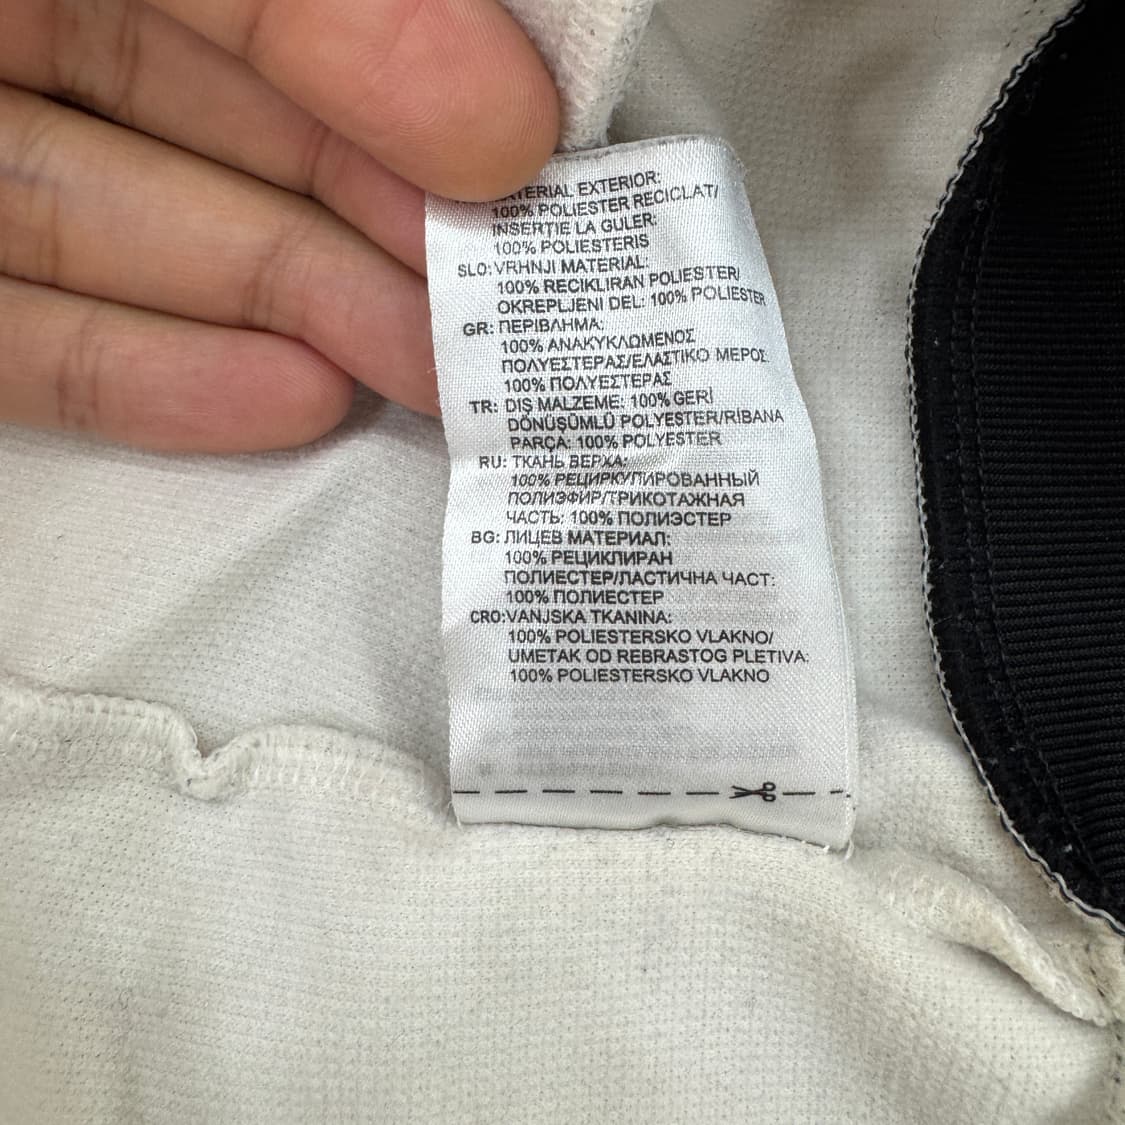 MATERIAL EXTERIOR:
100% POLIESTER RECICLAT/
INSERȚIE LA GULER:
100% POLIESTERIS
SLO: VRHNJI MATERIAL:
100% RECIKLIRAN POLIESTER/
OKREPLJENI DEL: 100% POLIESTER
GR: ΠΕΡΙΒΛΗΜΑ:
100% ΑΝΑΚΥΚΛΩΜΕΝΟΣ
ΠΟΛΥΕΣΤΕΡΑΣ/ΕΛΑΣΤΙΚΟ ΜΕΡΟΣ:
100% ΠΟΛΥΕΣΤΕΡΑΣ
TR: DIŞ MALZEME: 100% GERİ
DÖNÜŞÜMLÜ POLYESTER/RİBANA
PARÇA: 100% POLYESTER
RU: ТКАНЬ ВЕРХА:
100% РЕЦИРКУЛИРОВАННЫЙ
ПОЛИЭФИР/ТРИКОТАЖНАЯ
ЧАСТЬ: 100% ПОЛИЭСТЕР
BG: ЛИЦЕВ МАТЕРИАЛ:
100% РЕЦИКЛИРАН
ПОЛИЕСТЕР/ЛАСТИЧНА ЧАСТ:
100% ПОЛИЕСТЕР
CRO: VANJSKA TKANINA:
100% POLIESTERSKO VLAKNO/
UMETAK OD REBRASTOG PLETIVA:
100% POLIESTERSKO VLAKNO